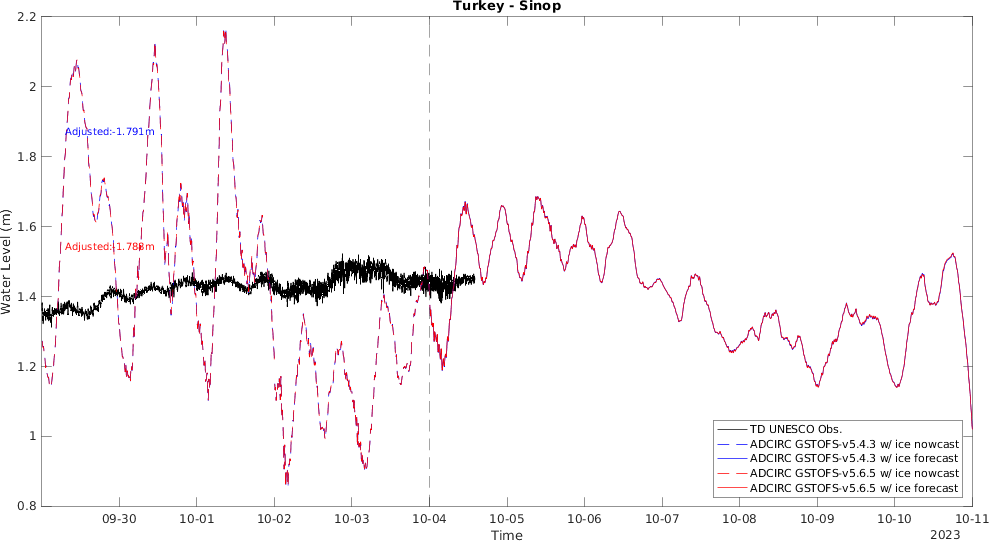 Turkey - Sinop
2.2
2
1.8
1.6
1.4
1.2
1
0.8
Water Level (m)
Adjusted:-1.791m
Adjusted:-1.788m
09-30
10-01
10-02
10-03
10-04
10-05
10-06
10-07
10-08
10-09
10-10
10-11
2023
Time
TD UNESCO Obs.
ADCIRC GSTOFS-v5.4.3 w/ ice nowcast
ADCIRC GSTOFS-v5.4.3 w/ ice forecast
ADCIRC GSTOFS-v5.6.5 w/ ice nowcast
ADCIRC GSTOFS-v5.6.5 w/ ice forecast